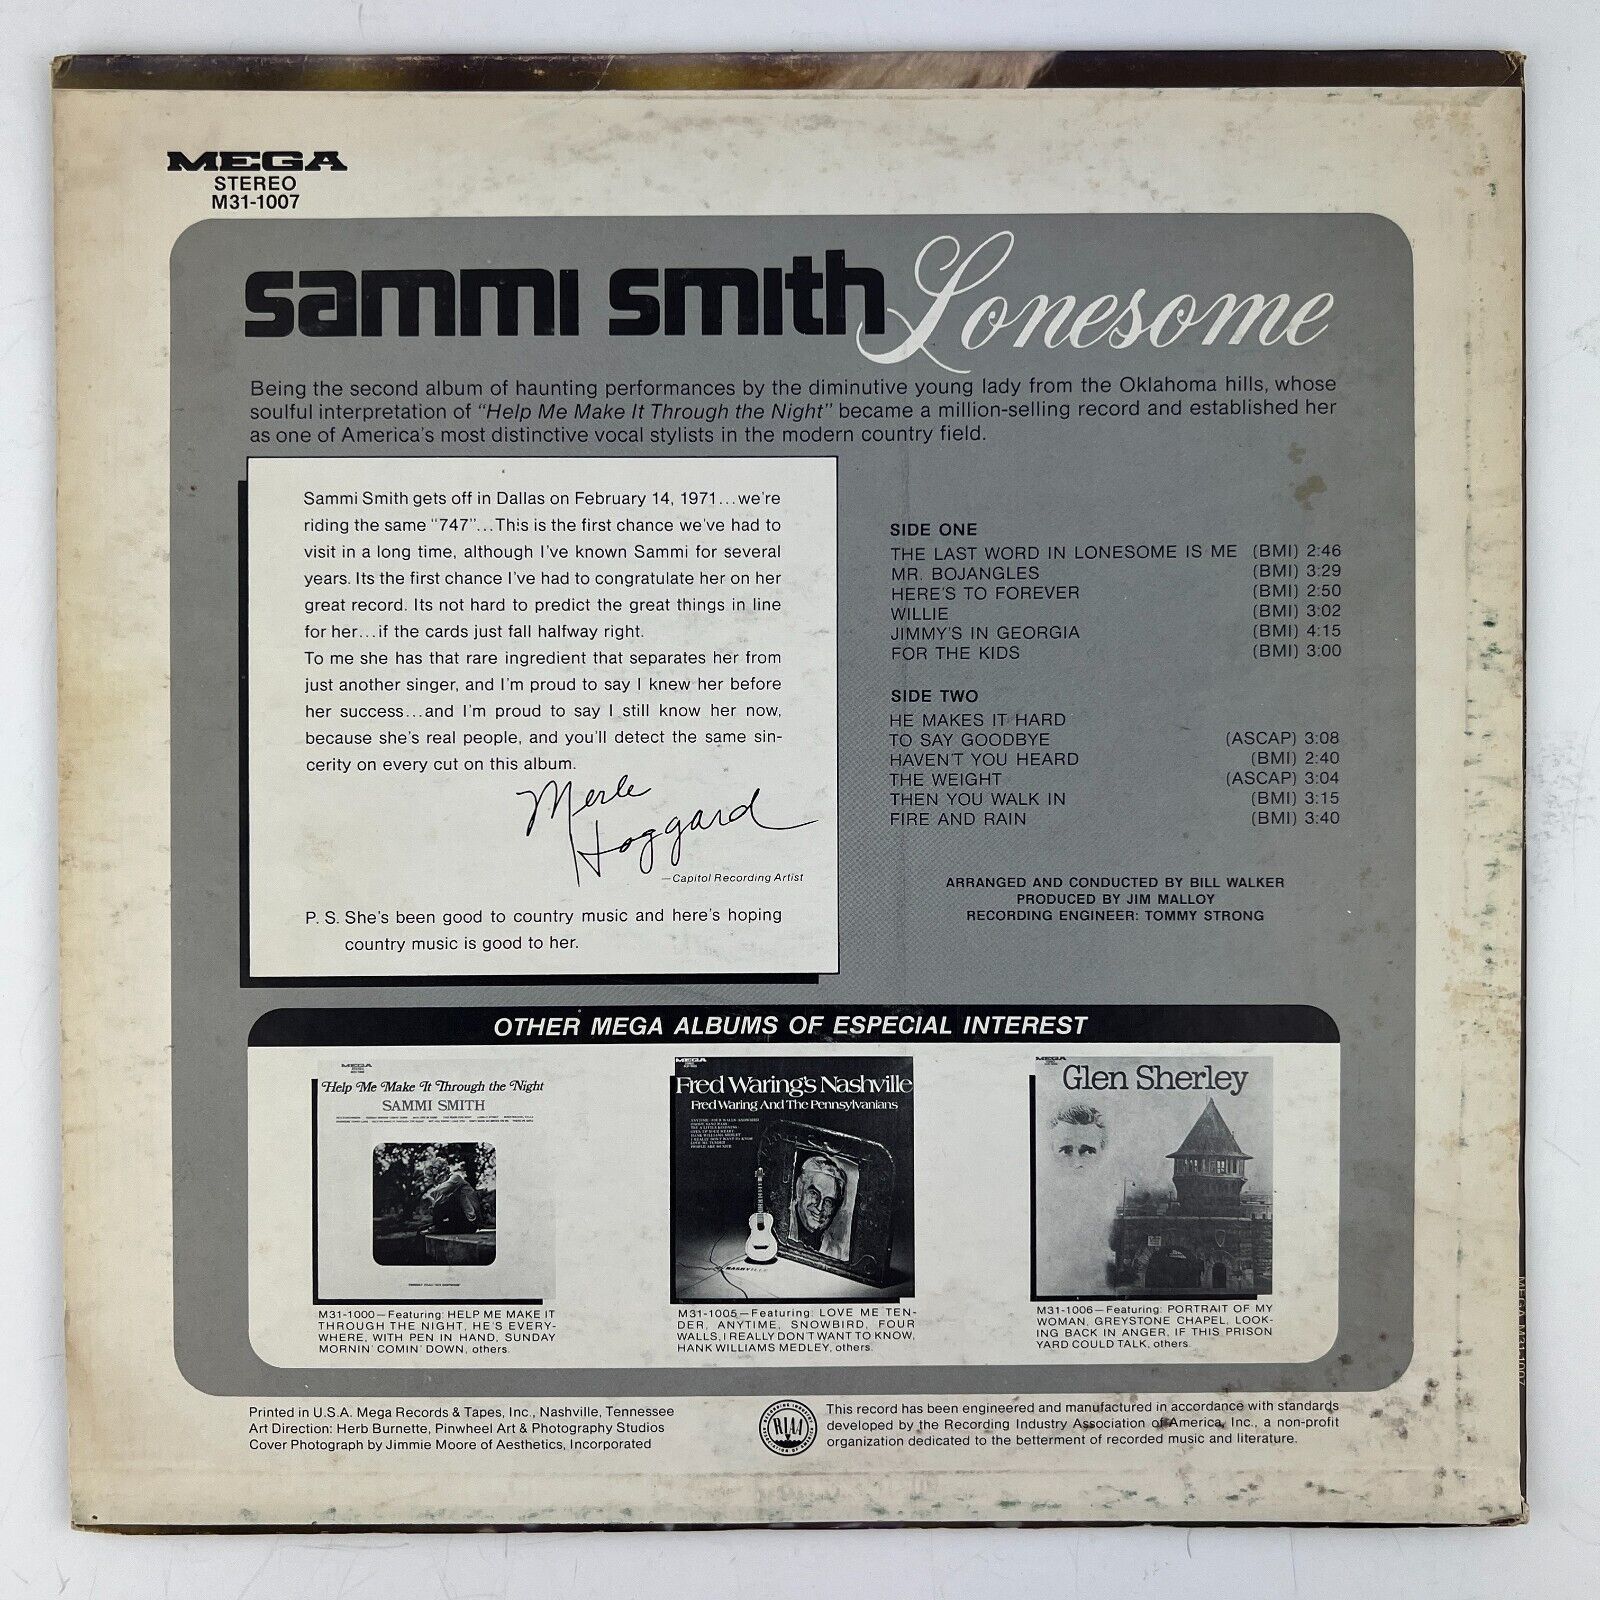 MEGA
STEREO
M31-1007
sammi smith Lonesome
Being the second album of haunting performances by the diminutive young lady from the Oklahoma hills, whose
soulful interpretation of "Help Me Make It Through the Night" became a million-selling record and established her
as one of America's most distinctive vocal stylists in the modern country field.
Sammi Smith gets off in Dallas on February 14, 1971...we're
riding the same "747"...This is the first chance we've had to
visit in a long time, although I've known Sammi for several
years. Its the first chance I've had to congratulate her on her
great record. Its not hard to predict the great things in line
for her...if the cards just fall halfway right.
To me she has that rare ingredient that separates her from
just another singer, and I'm proud to say I knew her before
her success...and I'm proud to say I still know her now,
because she's real people, and you'll detect the same sin-
cerity on every cut on this album.
Merle
Haggard
—Capitol Recording Artist
P. S. She's been good to country music and here's hoping
country music is good to her.
SIDE ONE
THE LAST WORD IN LONESOME IS ME (BMI) 2:46
MR. BOJANGLES (BMI) 3:29
HERE'S TO FOREVER (BMI) 2:50
WILLIE (BMI) 3:02
JIMMY'S IN GEORGIA (BMI) 4:15
FOR THE KIDS (BMI) 3:00
SIDE TWO
HE MAKES IT HARD
TO SAY GOODBYE (ASCAP) 3:08
HAVEN'T YOU HEARD (BMI) 2:40
THE WEIGHT (ASCAP) 3:04
THEN YOU WALK IN (BMI) 3:15
FIRE AND RAIN (BMI) 3:40
ARRANGED AND CONDUCTED BY BILL WALKER
PRODUCED BY JIM MALLOY
RECORDING ENGINEER: TOMMY STRONG
OTHER MEGA ALBUMS OF ESPECIAL INTEREST
MEGA
Help Me Make It Through the Night
SAMMI SMITH
M31-1000—Featuring: HELP ME MAKE IT
THROUGH THE NIGHT, HE'S EVERY-
WHERE, WITH PEN IN HAND, SUNDAY
MORNIN' COMIN' DOWN, others.
MEGA
Fred Waring's Nashville
Fred Waring And The Pennsylvanians
NASHVILLE
M31-1005—Featuring: LOVE ME TEN-
DER, ANYTIME, SNOWBIRD, FOUR
WALLS, I REALLY DON'T WANT TO KNOW,
HANK WILLIAMS MEDLEY, others.
MEGA
Glen Sherley
M31-1006—Featuring: PORTRAIT OF MY
WOMAN, GREYSTONE CHAPEL, LOOK-
ING BACK IN ANGER, IF THIS PRISON
YARD COULD TALK, others.
MEGA M31-1007
Printed in U.S.A. Mega Records & Tapes, Inc., Nashville, Tennessee
Art Direction: Herb Burnette, Pinwheel Art & Photography Studios
Cover Photograph by Jimmie Moore of Aesthetics, Incorporated
RIAA
This record has been engineered and manufactured in accordance with standards
developed by the Recording Industry Association of America, Inc., a non-profit
organization dedicated to the betterment of recorded music and literature.